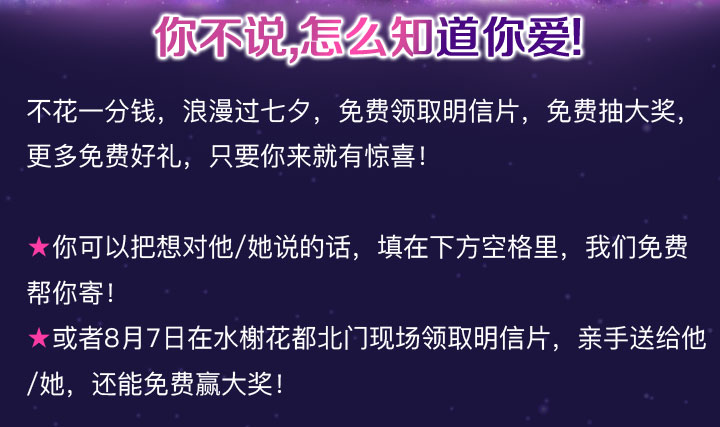 你不说,怎么知道你爱!
不花一分钱，浪漫过七夕，免费领取明信片，免费抽大奖，
更多免费好礼，只要你来就有惊喜！
★你可以把想对他/她说的话，填在下方空格里，我们免费
帮你寄！
★或者8月7日在水榭花都北门现场领取明信片，亲手送给他
/她，还能免费赢大奖！